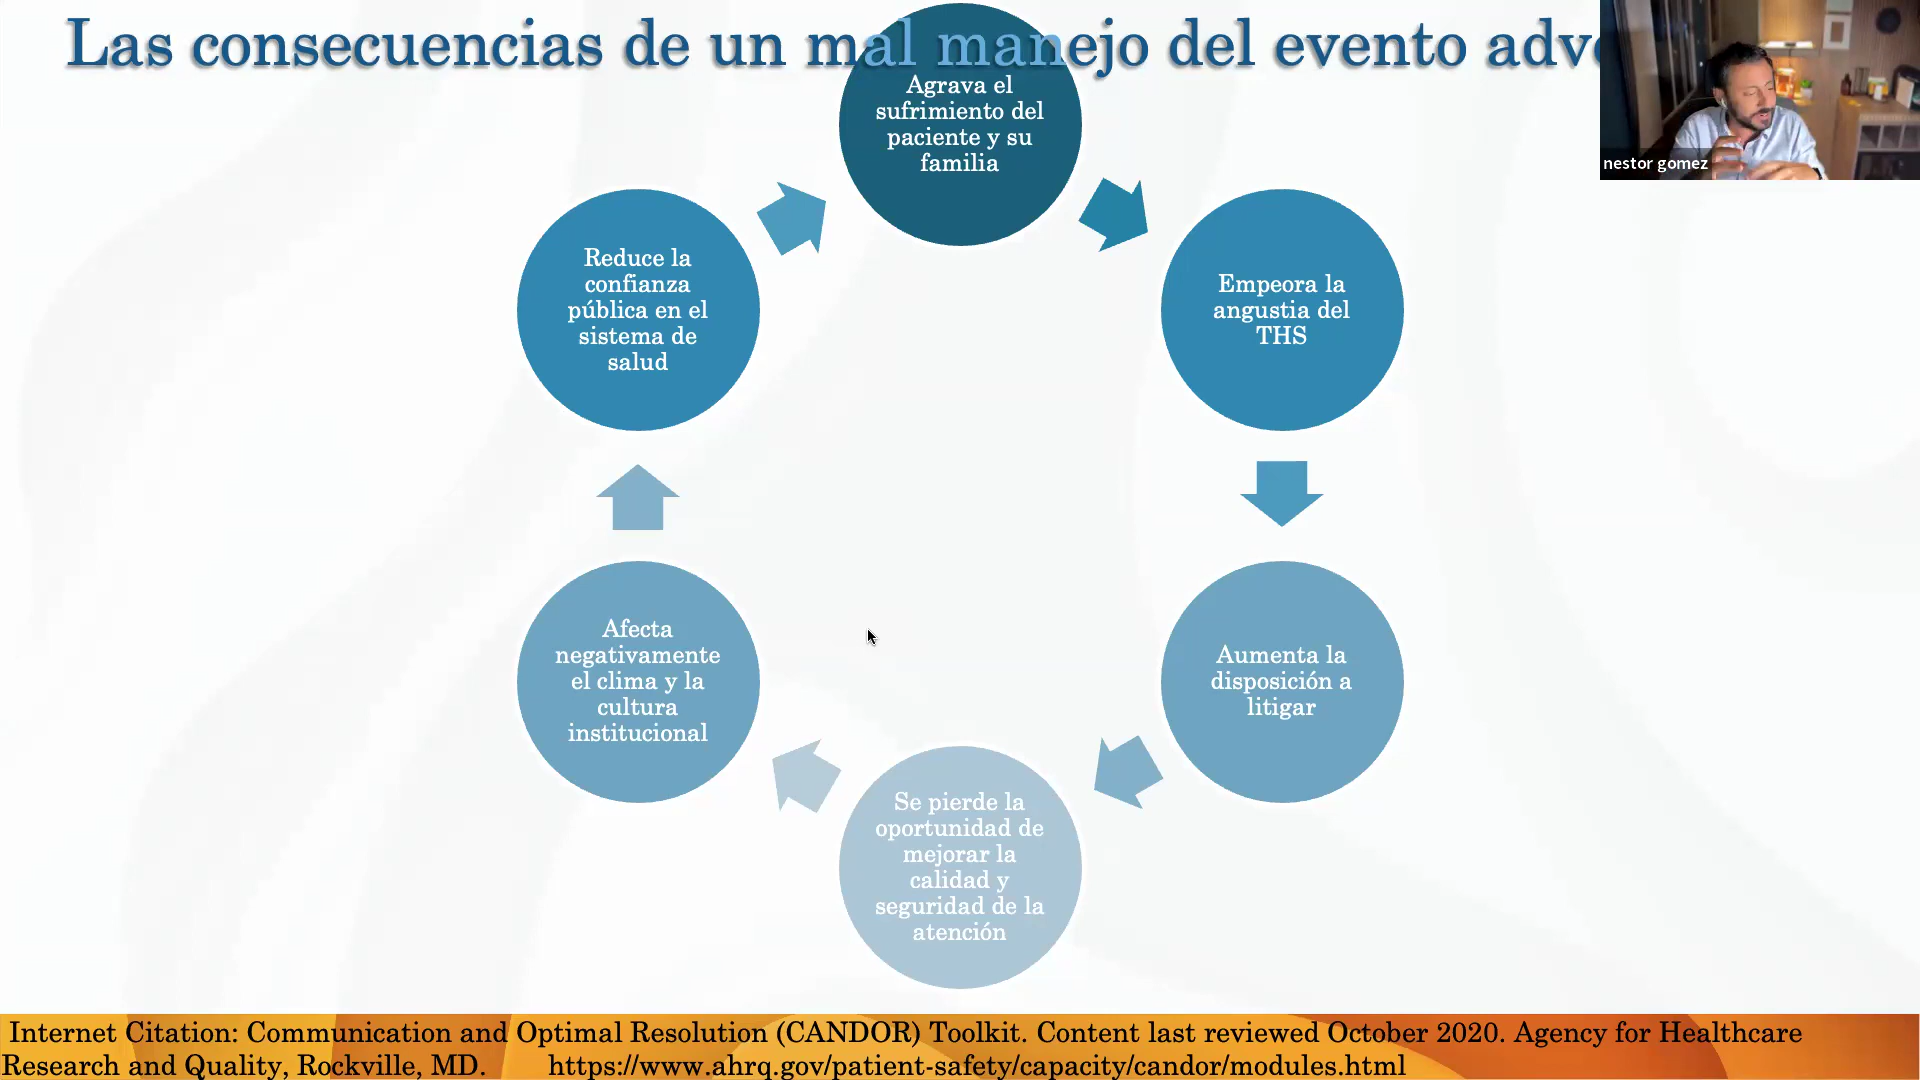 Las consecuencias de un mal manejo del evento
nestor gomez
Agrava el
sufrimiento del
paciente y su
familia
Empeora la
angustia del
THS
Aumenta la
disposición a
litigar
Se pierde la
oportunidad de
mejorar la
calidad y
seguridad de la
atención
Afecta
negativamente
el clima y la
cultura
institucional
Reduce la
confianza
pública en el
sistema de
salud
Internet Citation: Communication and Optimal Resolution (CANDOR) Toolkit. Content last reviewed October 2020. Agency for Healthcare
Research and Quality, Rockville, MD. https://www.ahrq.gov/patient-safety/capacity/candor/modules.html